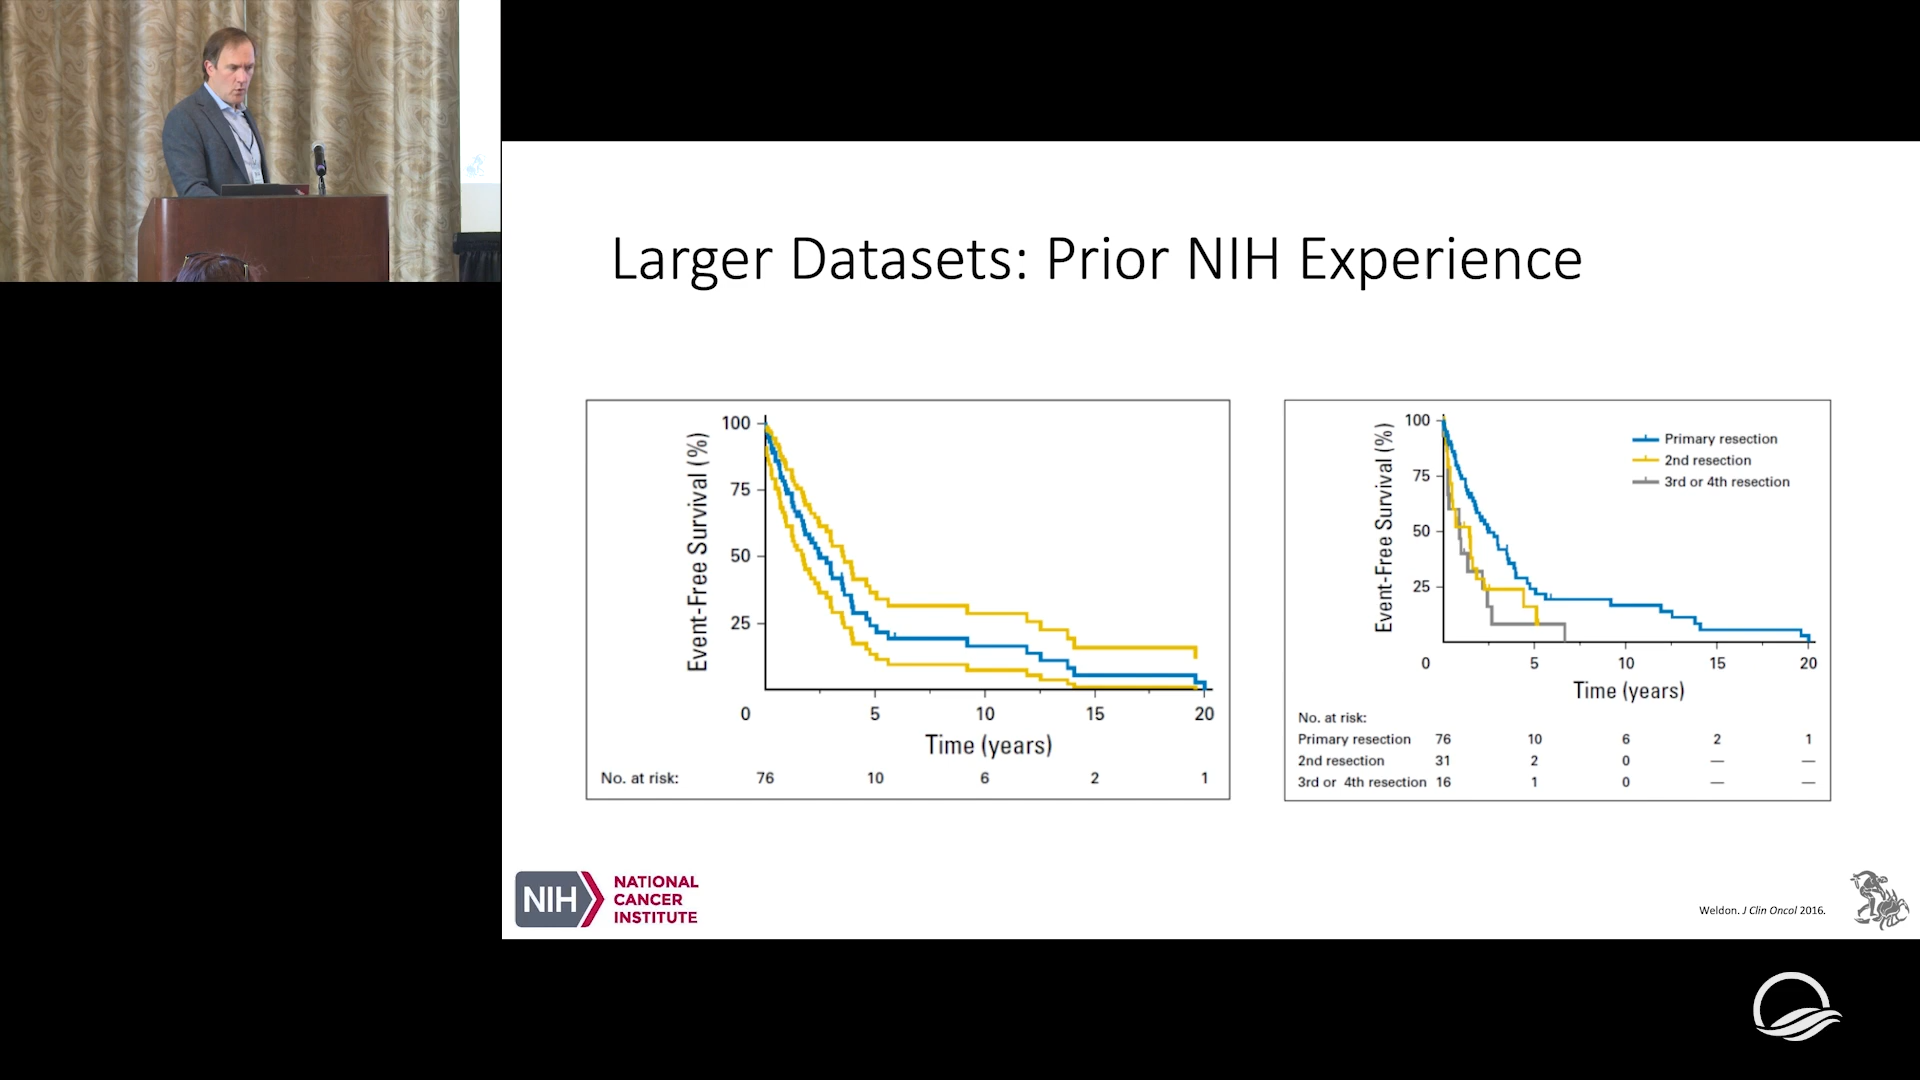 Larger Datasets: Prior NIH Experience
Event-Free Survival (%)
100
75
50
25
0 5 10 15 20
Time (years)
No. at risk: 76 10 6 2 1
Event-Free Survival (%)
100
75
50
25
Primary resection
2nd resection
3rd or 4th resection
0 5 10 15 20
Time (years)
No. at risk:
Primary resection 76 10 6 2 1
2nd resection 31 2 0 — —
3rd or 4th resection 16 1 0 — —
NIH
NATIONAL
CANCER
INSTITUTE
Weldon. J Clin Oncol 2016.